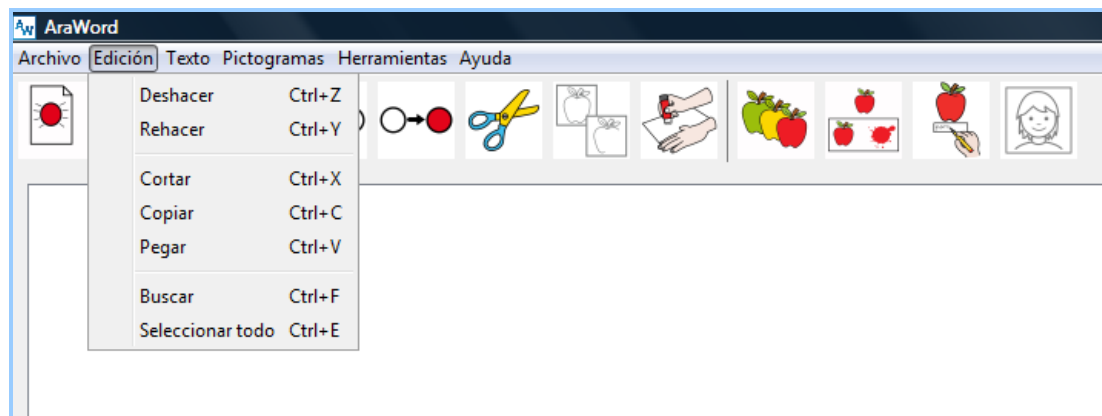 AW AraWord
Archivo Edición Texto Pictogramas Herramientas Ayuda
Deshacer Ctrl+Z
Rehacer Ctrl+Y
Cortar Ctrl+X
Copiar Ctrl+C
Pegar Ctrl+V
Buscar Ctrl+F
Seleccionar todo Ctrl+E